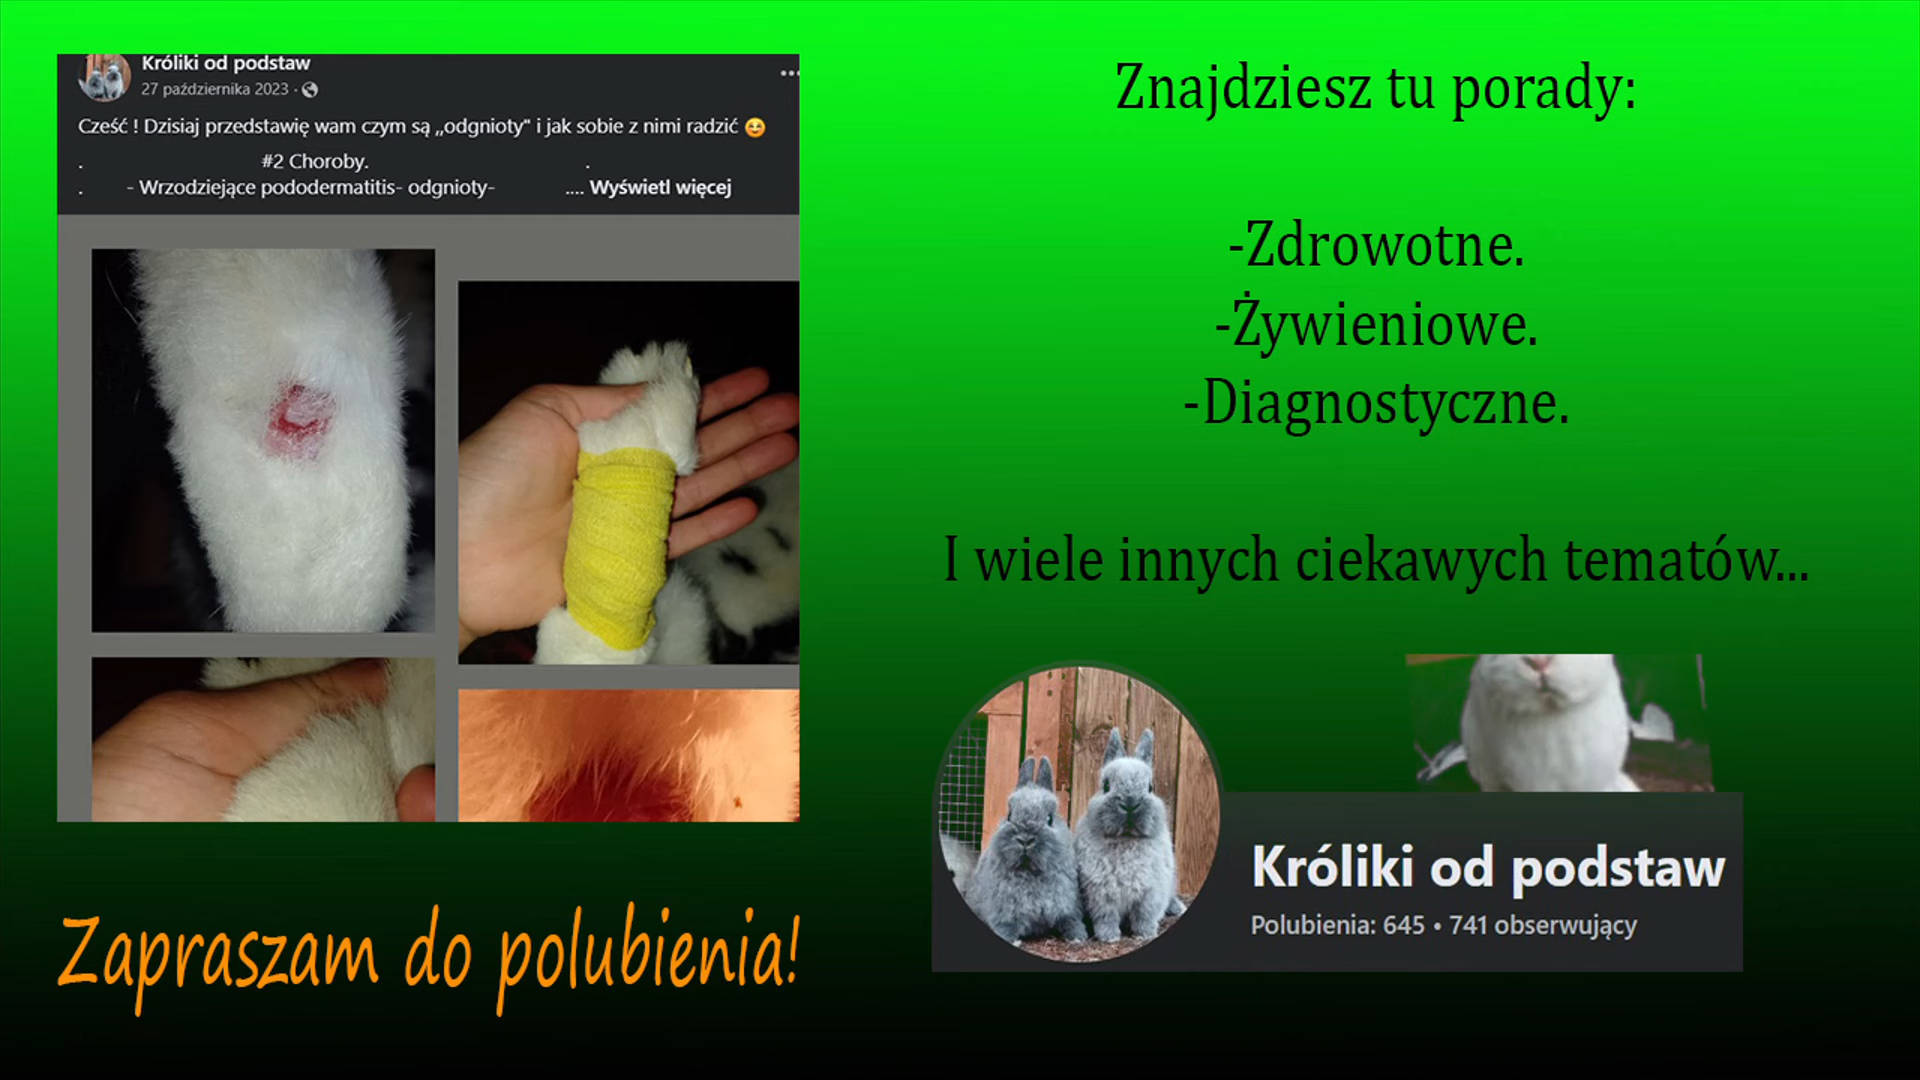 Króliki od podstaw
27 października 2023 ·
Cześć ! Dzisiaj przedstawię wam czym są ,,odgnioty" i jak sobie z nimi radzić 😊
. #2 Choroby. .
. - Wrzodziejące pododermatitis- odgnioty- .... Wyświetl więcej
Zapraszam do polubienia!
Znajdziesz tu porady:
-Zdrowotne.
-Żywieniowe.
-Diagnostyczne.
I wiele innych ciekawych tematów...
Króliki od podstaw
Polubienia: 645 • 741 obserwujący